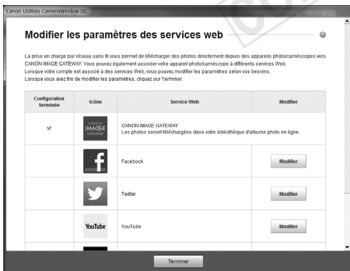 Canon Utilities CameraWindow DC
Modifier les paramètres des services web
La prise en charge par réseau sans fil vous permet de télécharger des photos directement depuis des appareils photo/caméscopes vers
CANON iMAGE GATEWAY. Vous pouvez également associer votre appareil photo/caméscope à différents services Web.
Lorsque votre compte est associé à des services Web, vous pouvez modifier les paramètres selon vos besoins.
Lorsque vous avez fini de modifier les paramètres, cliquez sur Terminer.
Configuration terminée
Icône
Service Web
Modifier
CANON iMAGE GATEWAY
CANON iMAGE GATEWAY
Les photos seront téléchargées dans votre bibliothèque d'albums photo en ligne
Facebook
Modifier
Twitter
Modifier
YouTube
YouTube
Modifier
Terminer